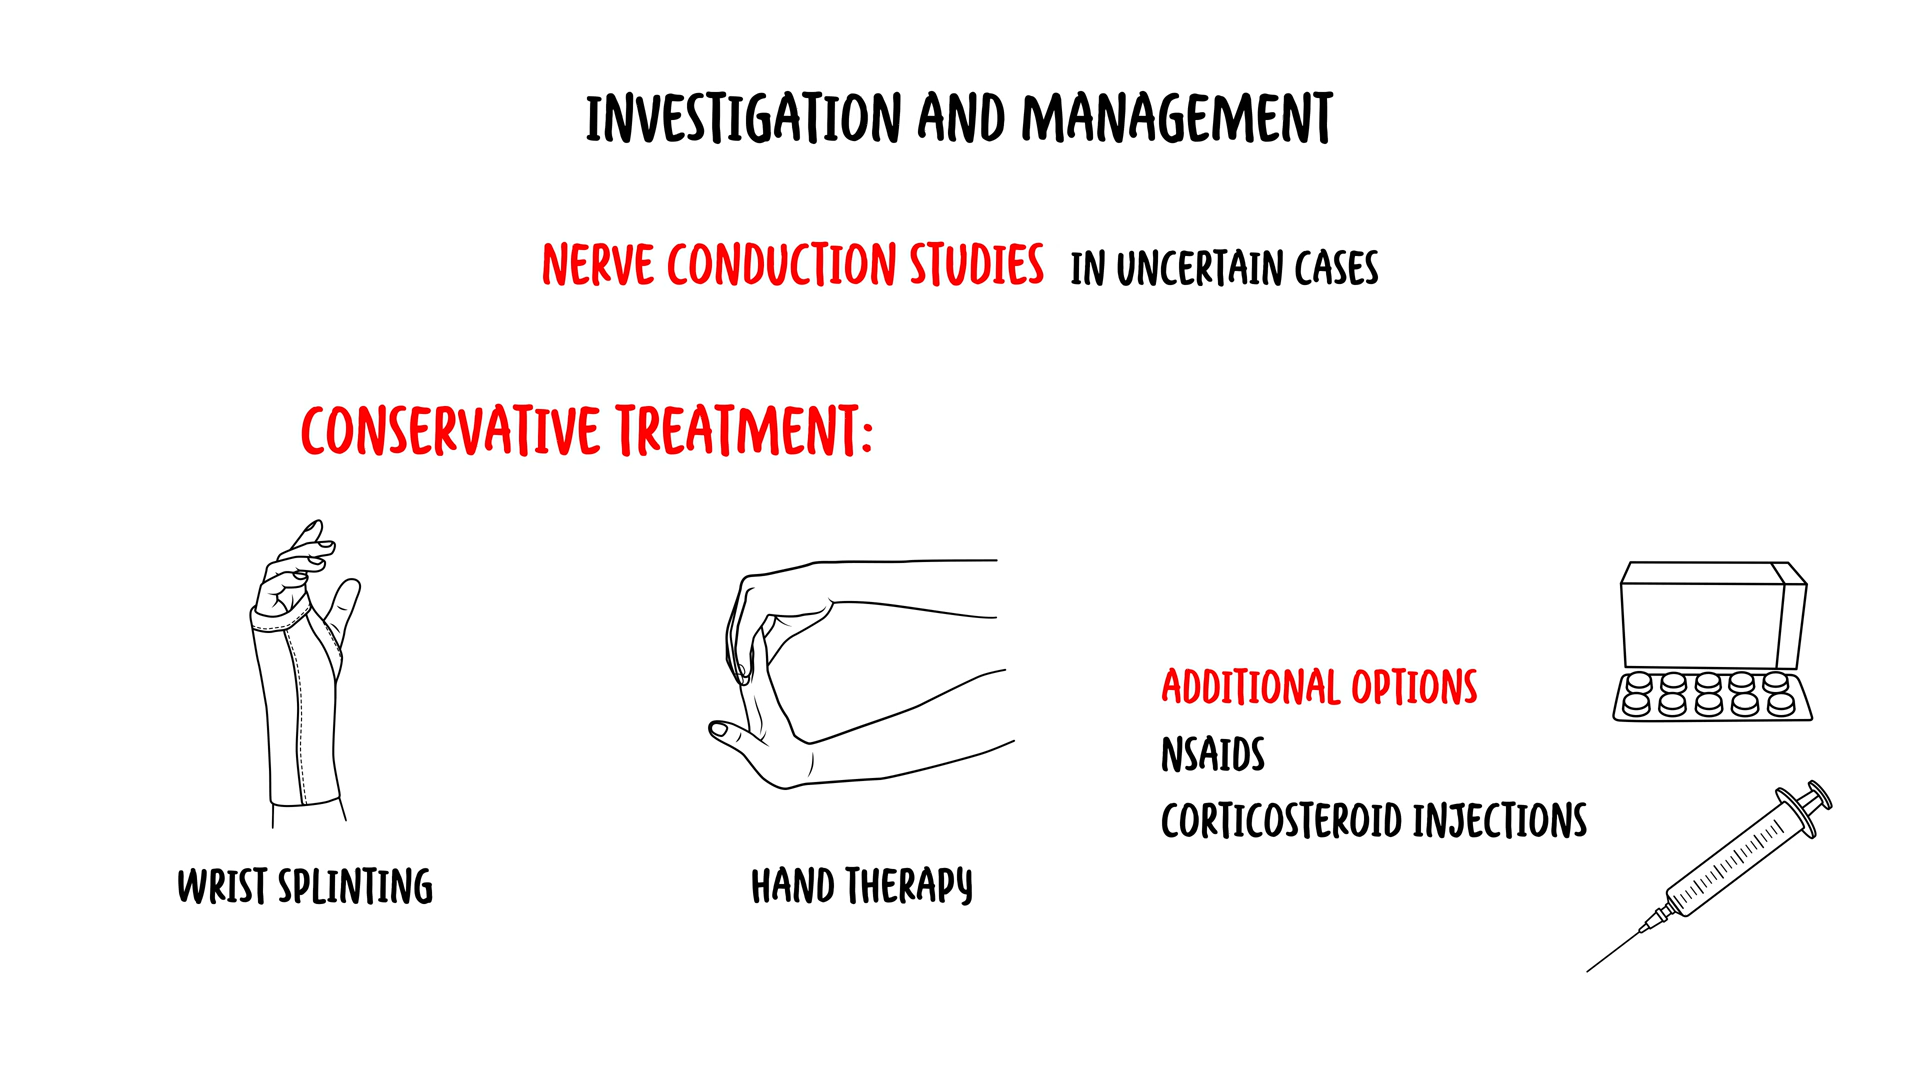 INVESTIGATION AND MANAGEMENT
NERVE CONDUCTION STUDIES IN UNCERTAIN CASES
CONSERVATIVE TREATMENT:
WRIST SPLINTING
HAND THERAPY
ADDITIONAL OPTIONS
NSAIDS
CORTICOSTEROID INJECTIONS